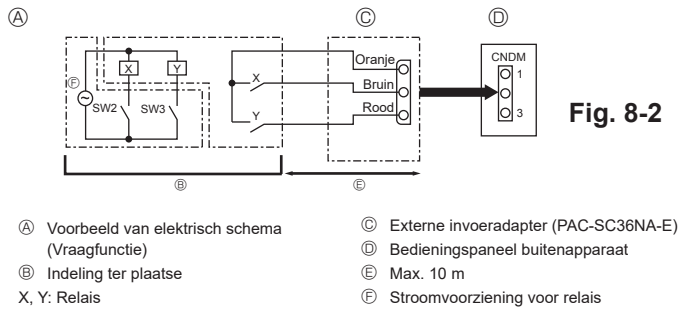 Ⓐ
Ⓒ
Ⓓ
CNDM
Oranje
1
X
Y
X
Bruin
Ⓕ
SW2
SW3
Y
Rood
3
Fig. 8-2
Ⓑ
Ⓔ
Ⓐ Voorbeeld van elektrisch schema
(Vraagfunctie)
Ⓑ Indeling ter plaatse
X, Y: Relais
Ⓒ Externe invoeradapter (PAC-SC36NA-E)
Ⓓ Bedieningspaneel buitenapparaat
Ⓔ Max. 10 m
Ⓕ Stroomvoorziening voor relais